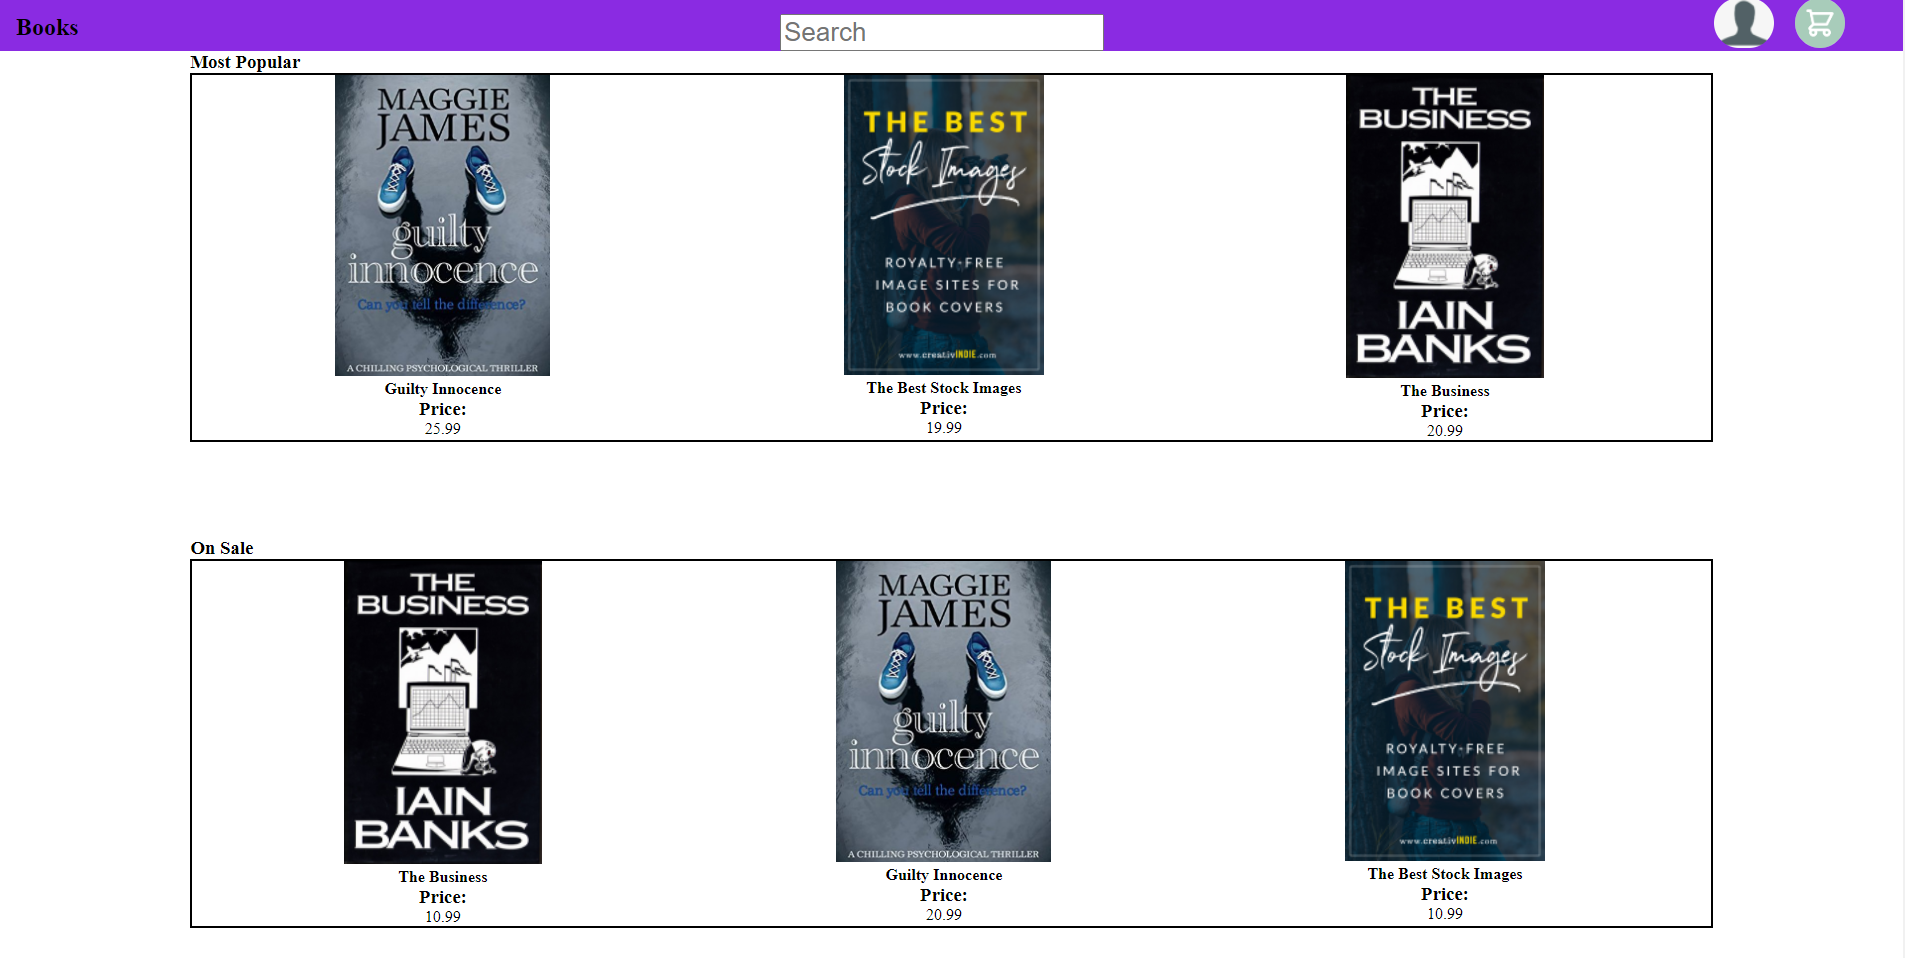 Books
Search
Most Popular
MAGGIE
JAMES
guilty
innocence
Can you tell the difference?
A CHILLING PSYCHOLOGICAL THRILLER
Guilty Innocence
Price:
25.99
THE BEST
Stock Images
ROYALTY-FREE
IMAGE SITES FOR
BOOK COVERS
www.creativINDIE.com
The Best Stock Images
Price:
19.99
THE
BUSINESS
IAIN
BANKS
The Business
Price:
20.99
On Sale
THE
BUSINESS
IAIN
BANKS
The Business
Price:
10.99
MAGGIE
JAMES
guilty
innocence
Can you tell the difference?
A CHILLING PSYCHOLOGICAL THRILLER
Guilty Innocence
Price:
20.99
THE BEST
Stock Images
ROYALTY-FREE
IMAGE SITES FOR
BOOK COVERS
www.creativINDIE.com
The Best Stock Images
Price:
10.99